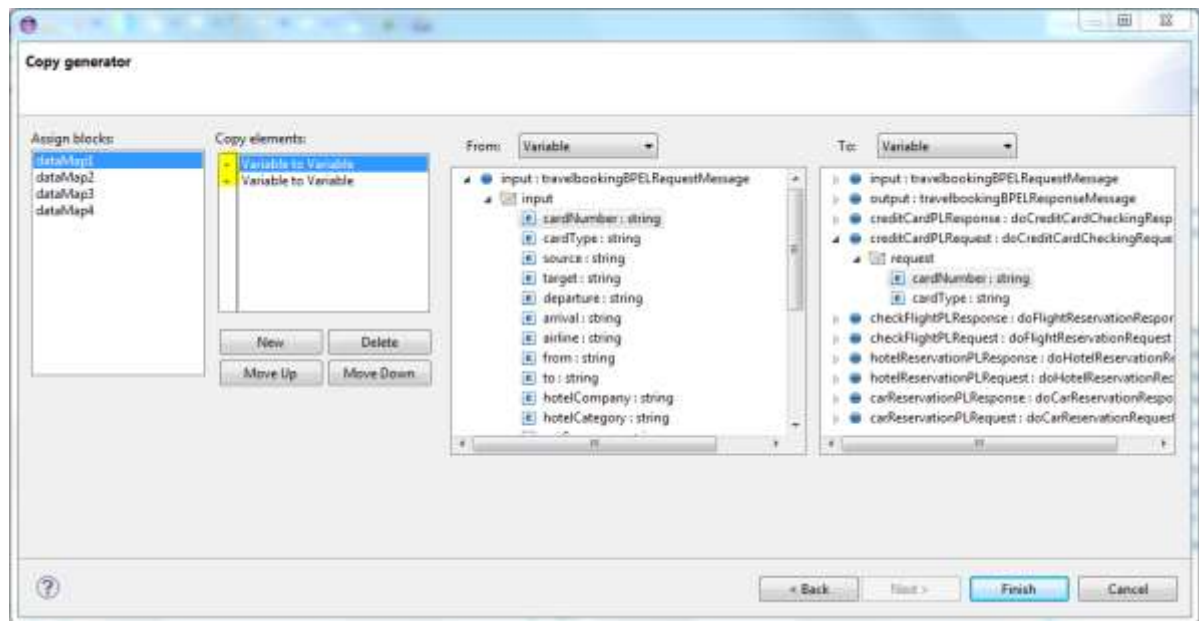 Copy generator
Assign blocks:
dataMap1
dataMap2
dataMap3
dataMap4
Copy elements:
Variable to Variable
Variable to Variable
New
Delete
Move Up
Move Down
From:
Variable
input : travelbookingBPELRequestMessage
input
cardNumber : string
cardType : string
source : string
target : string
departure : string
arrival : string
airline : string
from : string
to : string
hotelCompany : string
hotelCategory : string
To:
Variable
input : travelbookingBPELRequestMessage
output : travelbookingBPELResponseMessage
creditCardPLResponse : doCreditCardCheckingResp
creditCardPLRequest : doCreditCardCheckingReque
request
cardNumber : string
cardType : string
checkFlightPLResponse : doFlightReservationRespor
checkFlightPLRequest : doFlightReservationRequest
hotelReservationPLResponse : doHotelReservationRe
hotelReservationPLRequest : doHotelReservationRec
carReservationPLResponse : doCarReservationRespo
carReservationPLRequest : doCarReservationRequest
< Back
Next >
Finish
Cancel